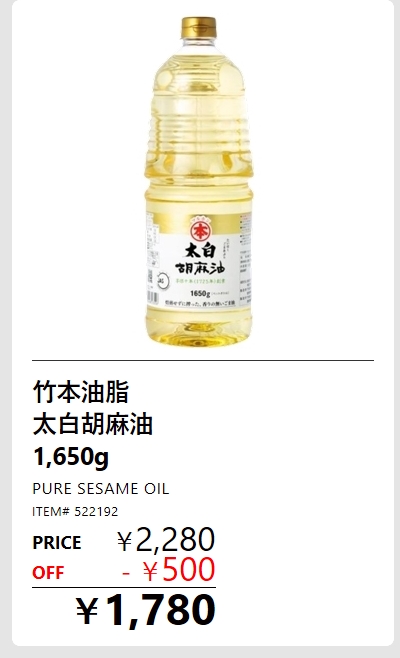 本
太白
胡麻油
1650g
竹本油脂
太白胡麻油
1,650g
PURE SESAME OIL
ITEM# 522192
PRICE ￥2,280
OFF - ￥500
￥1,780